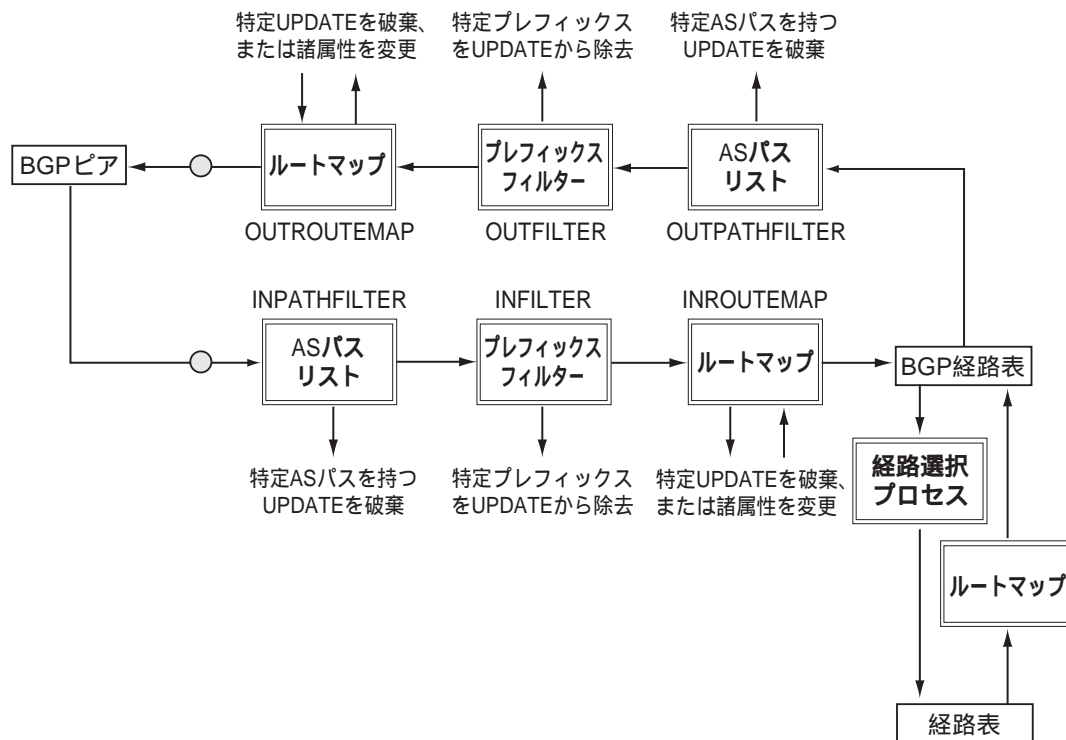 特定UPDATEを破棄、
または諸属性を変更
特定プレフィックス
をUPDATEから除去
特定ASパスを持つ
UPDATEを破棄
BGPピア
ルートマップ
プレフィックス
フィルター
ASパス
リスト
OUTROUTEMAP
OUTFILTER
OUTPATHFILTER
INPATHFILTER
INFILTER
INROUTEMAP
ASパス
リスト
プレフィックス
フィルター
ルートマップ
BGP経路表
特定ASパスを持つ
UPDATEを破棄
特定プレフィックス
をUPDATEから除去
特定UPDATEを破棄、
または諸属性を変更
経路選択
プロセス
ルートマップ
経路表